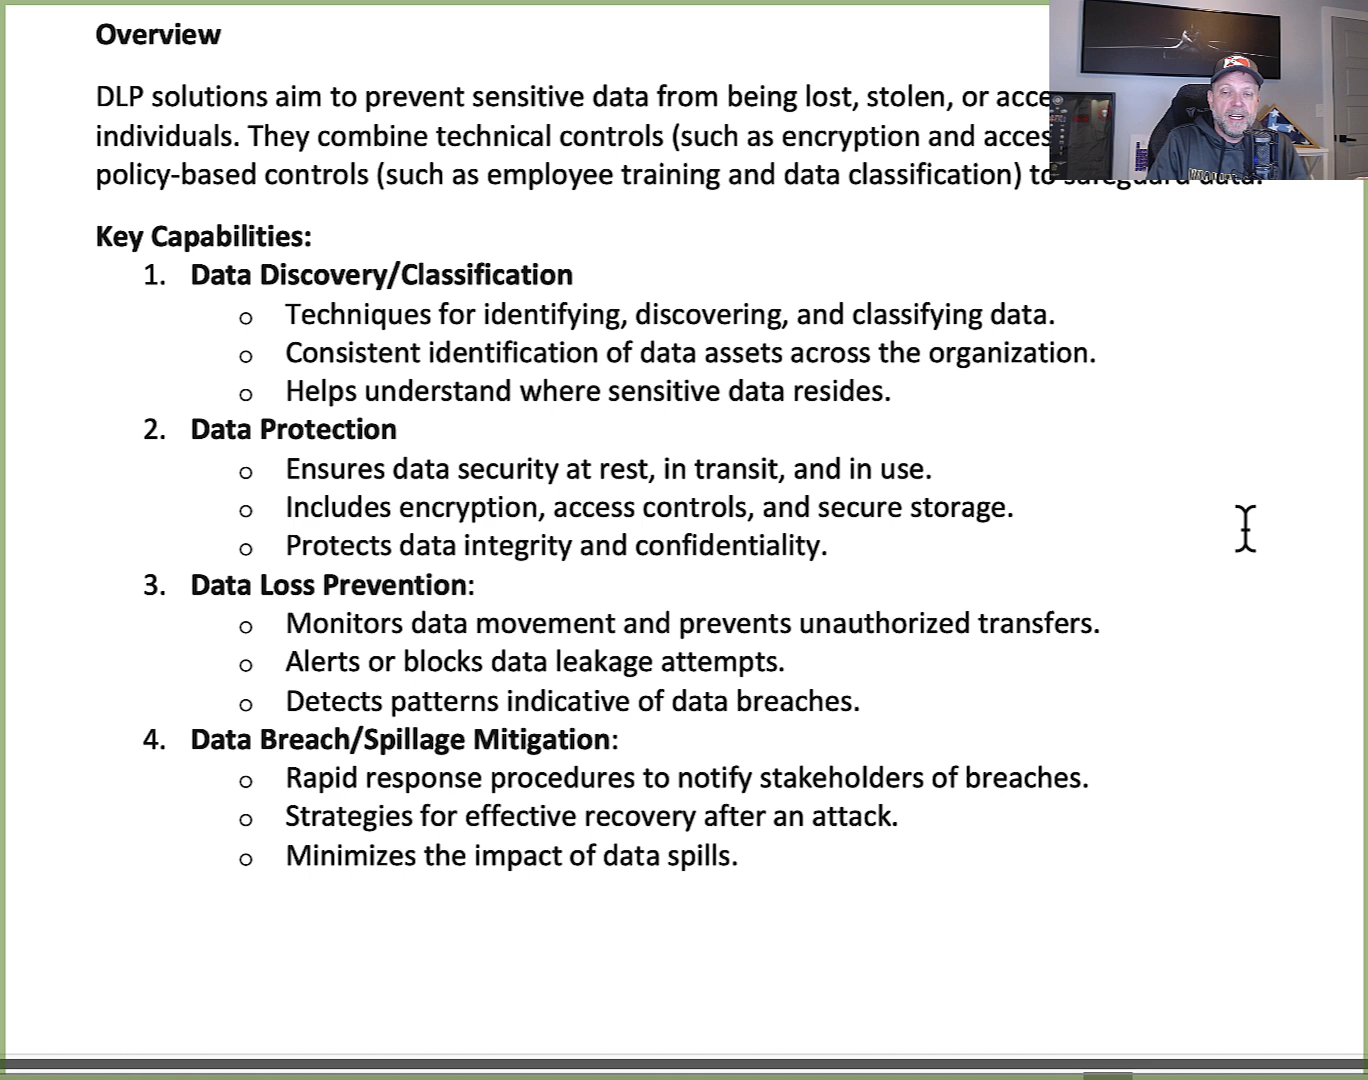 Overview
DLP solutions aim to prevent sensitive data from being lost, stolen, or
individuals. They combine technical controls (such as encryption and
policy-based controls (such as employee training and data classification) to safeguard data.
Key Capabilities:
1. Data Discovery/Classification
o Techniques for identifying, discovering, and classifying data.
o Consistent identification of data assets across the organization.
o Helps understand where sensitive data resides.
2. Data Protection
o Ensures data security at rest, in transit, and in use.
o Includes encryption, access controls, and secure storage.
o Protects data integrity and confidentiality.
3. Data Loss Prevention:
o Monitors data movement and prevents unauthorized transfers.
o Alerts or blocks data leakage attempts.
o Detects patterns indicative of data breaches.
4. Data Breach/Spillage Mitigation:
o Rapid response procedures to notify stakeholders of breaches.
o Strategies for effective recovery after an attack.
o Minimizes the impact of data spills.